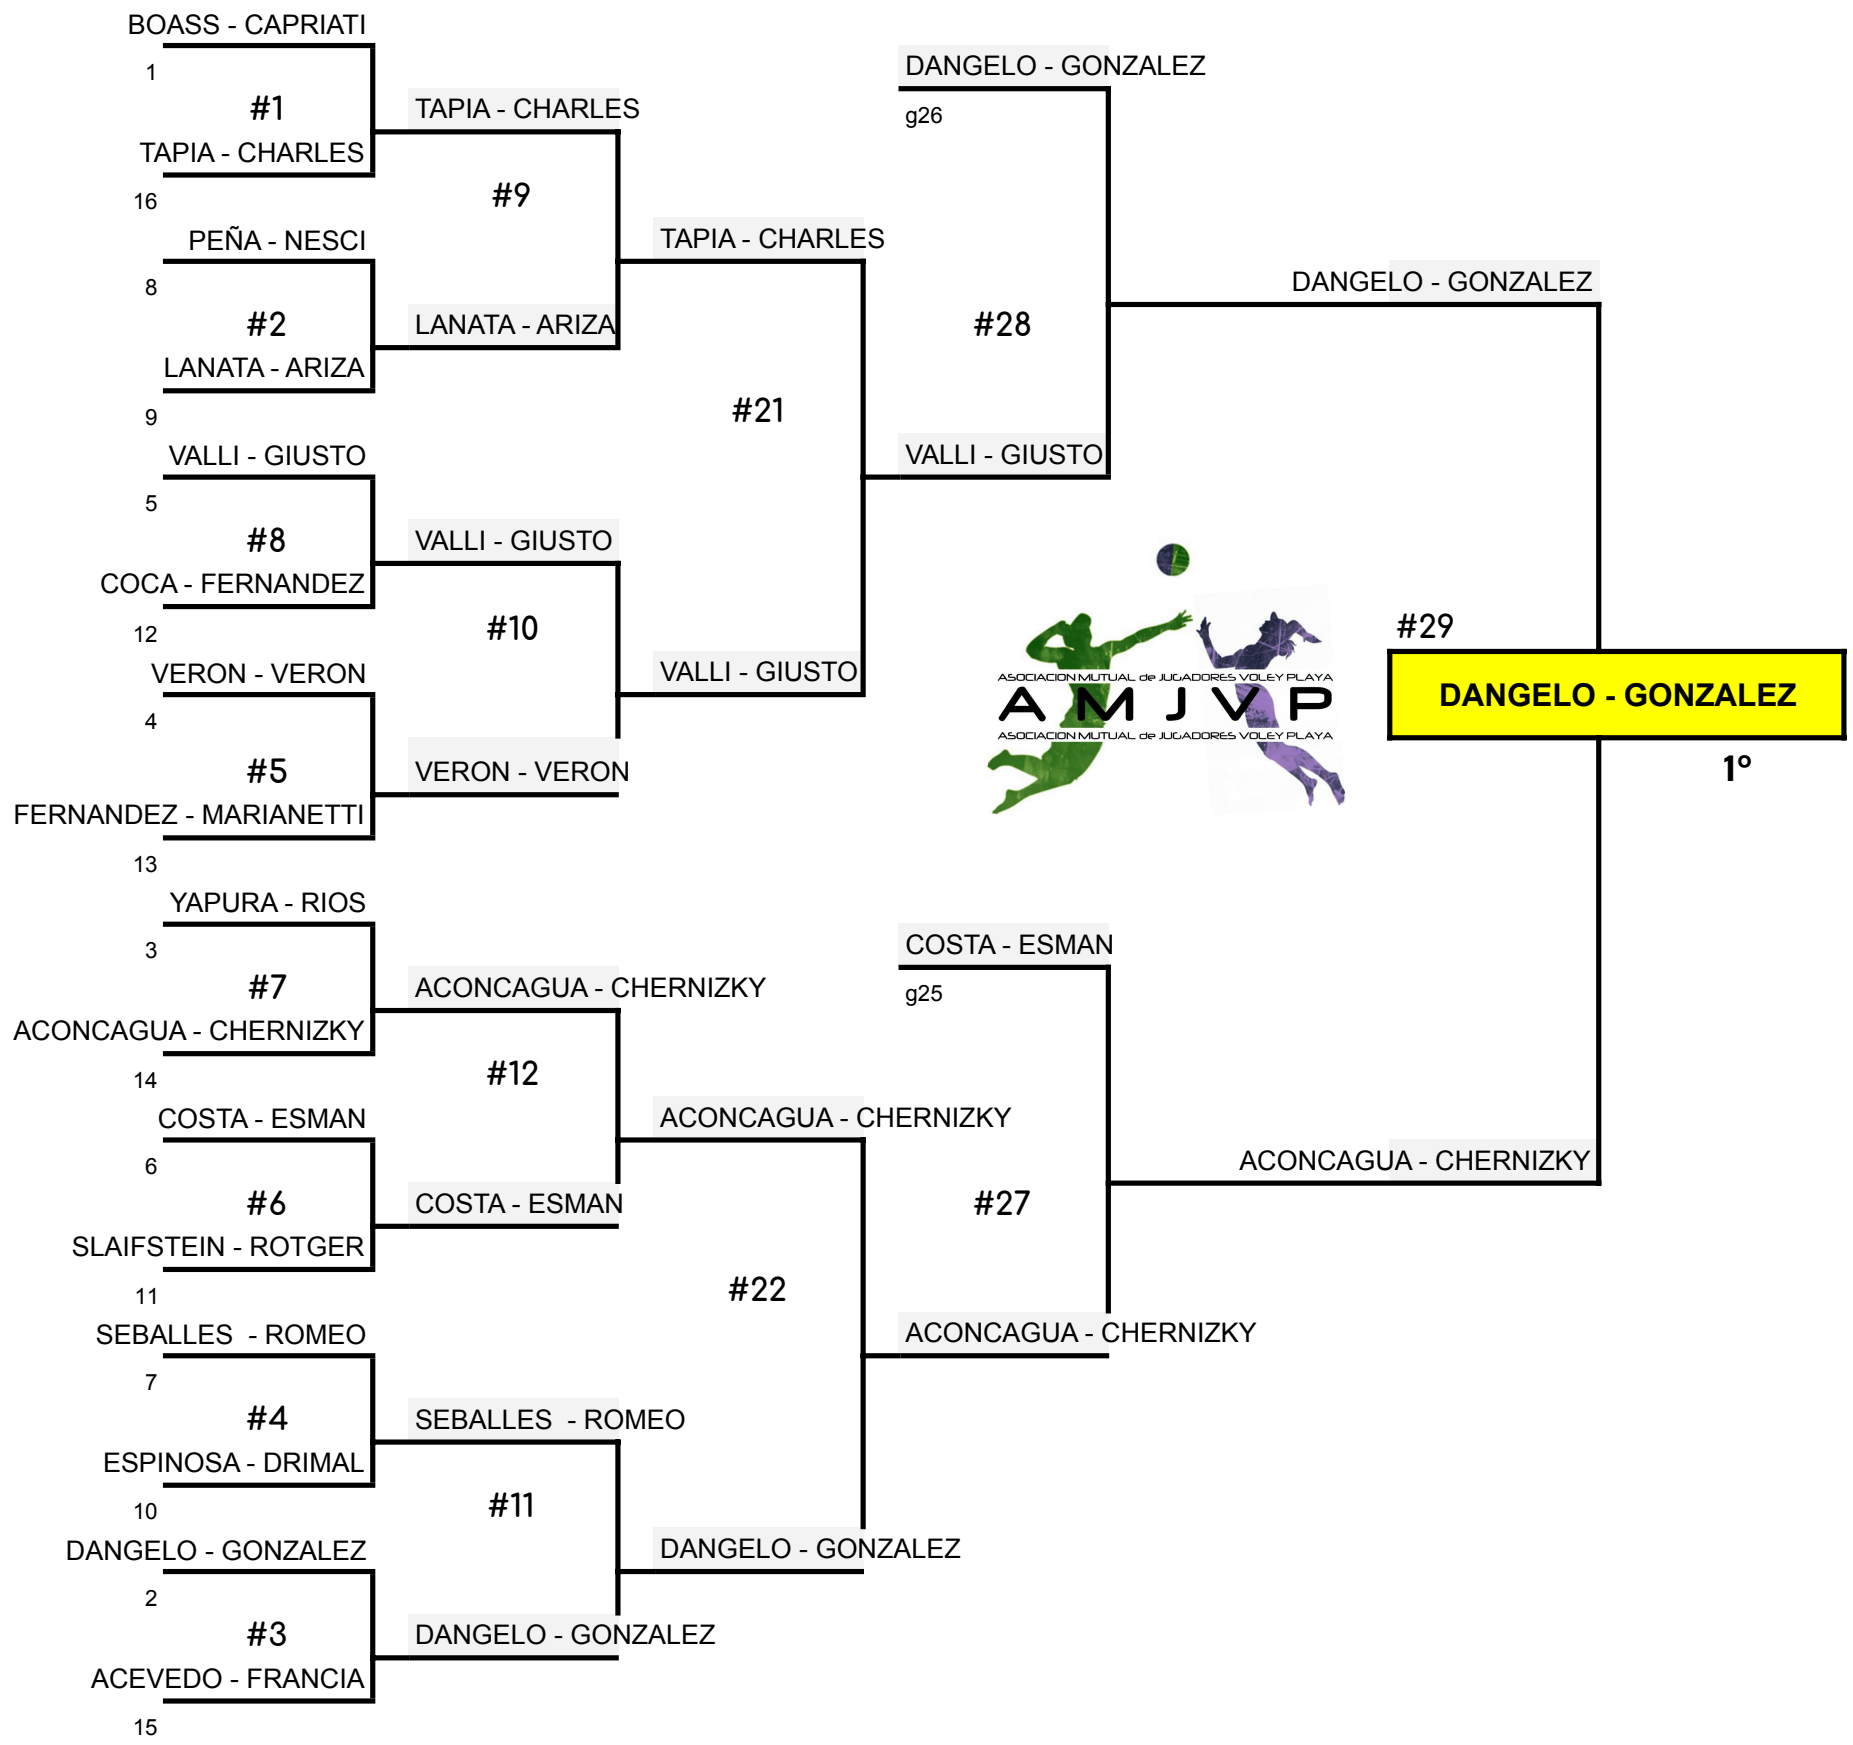 BOASS - CAPRIATI
1
#1
TAPIA - CHARLES
16
PEÑA - NESCI
8
#2
LANATA - ARIZA
9
VALLI - GIUSTO
5
#8
COCA - FERNANDEZ
12
VERON - VERON
4
#5
FERNANDEZ - MARIANETTI
13
YAPURA - RIOS
3
#7
ACONCAGUA - CHERNIZKY
14
COSTA - ESMAN
6
#6
SLAIFSTEIN - ROTGER
11
SEBALLES - ROMEO
7
#4
ESPINOSA - DRIMAL
10
DANGELO - GONZALEZ
2
#3
ACEVEDO - FRANCIA
15
TAPIA - CHARLES
#9
LANATA - ARIZA
VALLI - GIUSTO
#10
VERON - VERON
ACONCAGUA - CHERNIZKY
#12
COSTA - ESMAN
SEBALLES - ROMEO
#11
DANGELO - GONZALEZ
TAPIA - CHARLES
#21
VALLI - GIUSTO
ACONCAGUA - CHERNIZKY
#22
DANGELO - GONZALEZ
DANGELO - GONZALEZ
g26
#28
VALLI - GIUSTO
ASOCIACION MUTUAL de JUGADORES VOLEY PLAYA
AMJVP
ASOCIACION MUTUAL de JUGADORES VOLEY PLAYA
COSTA - ESMAN
g25
#27
ACONCAGUA - CHERNIZKY
DANGELO - GONZALEZ
#29
DANGELO - GONZALEZ
1º
ACONCAGUA - CHERNIZKY